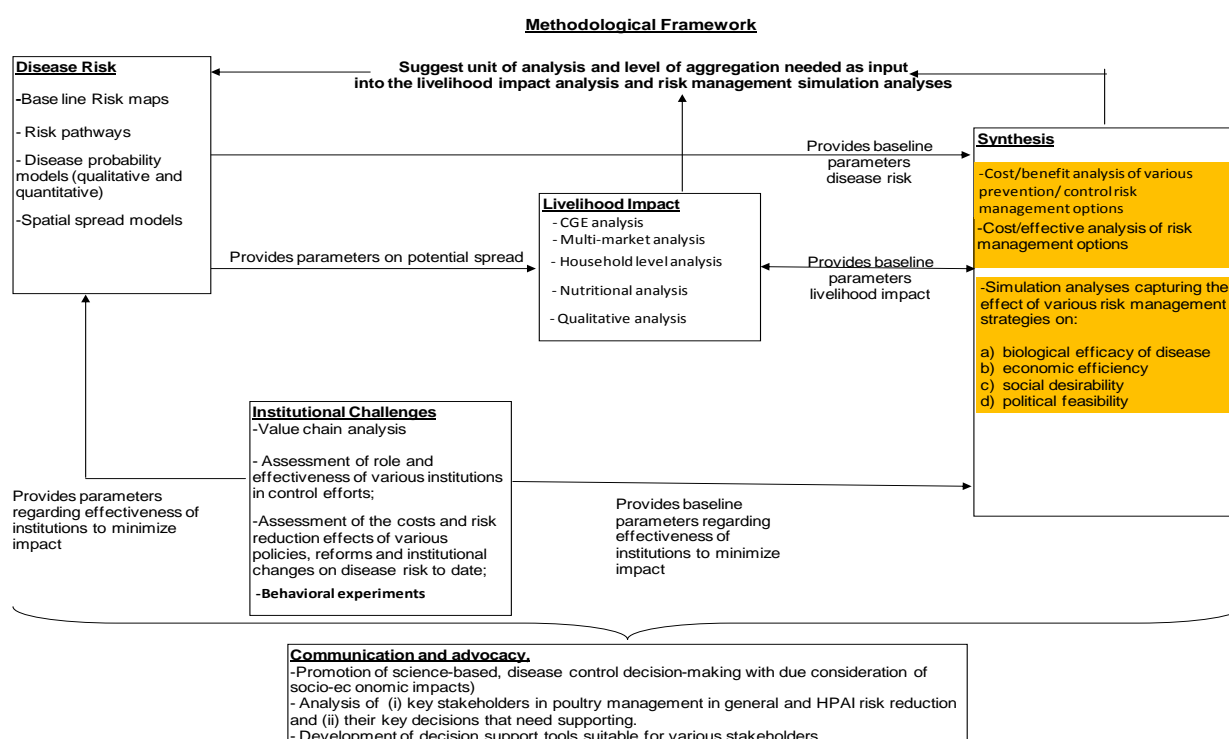 Methodological Framework
Disease Risk
-Base line Risk maps
- Risk pathways
- Disease probability
models (qualitative and
quantitative)
-Spatial spread models
Suggest unit of analysis and level of aggregation needed as input
into the livelihood impact analysis and risk management simulation analyses
Provides baseline
parameters
disease risk
Synthesis
-Cost/benefit analysis of various
prevention/ control risk
management options
-Cost/effective analysis of risk
management options
-Simulation analyses capturing the
effect of various risk management
strategies on:
a) biological efficacy of disease
b) economic efficiency
c) social desirability
d) political feasibility
Livelihood Impact
- CGE analysis
- Multi-market analysis
- Household level analysis
- Nutritional analysis
- Qualitative analysis
Provides parameters on potential spread
Provides baseline
parameters
livelihood impact
Institutional Challenges
-Value chain analysis
- Assessment of role and
effectiveness of various institutions
in control efforts;
-Assessment of the costs and risk
reduction effects of various
policies, reforms and institutional
changes on disease risk to date;
-Behavioral experiments
Provides parameters
regarding effectiveness of
institutions to minimize
impact
Provides baseline
parameters regarding
effectiveness of
institutions to minimize
impact
Communication and advocacy.
-Promotion of science-based, disease control decision-making with due consideration of
socio-ec onomic impacts)
- Analysis of (i) key stakeholders in poultry management in general and HPAI risk reduction
and (ii) their key decisions that need supporting.
- Development of decision support tools suitable for various stakeholders